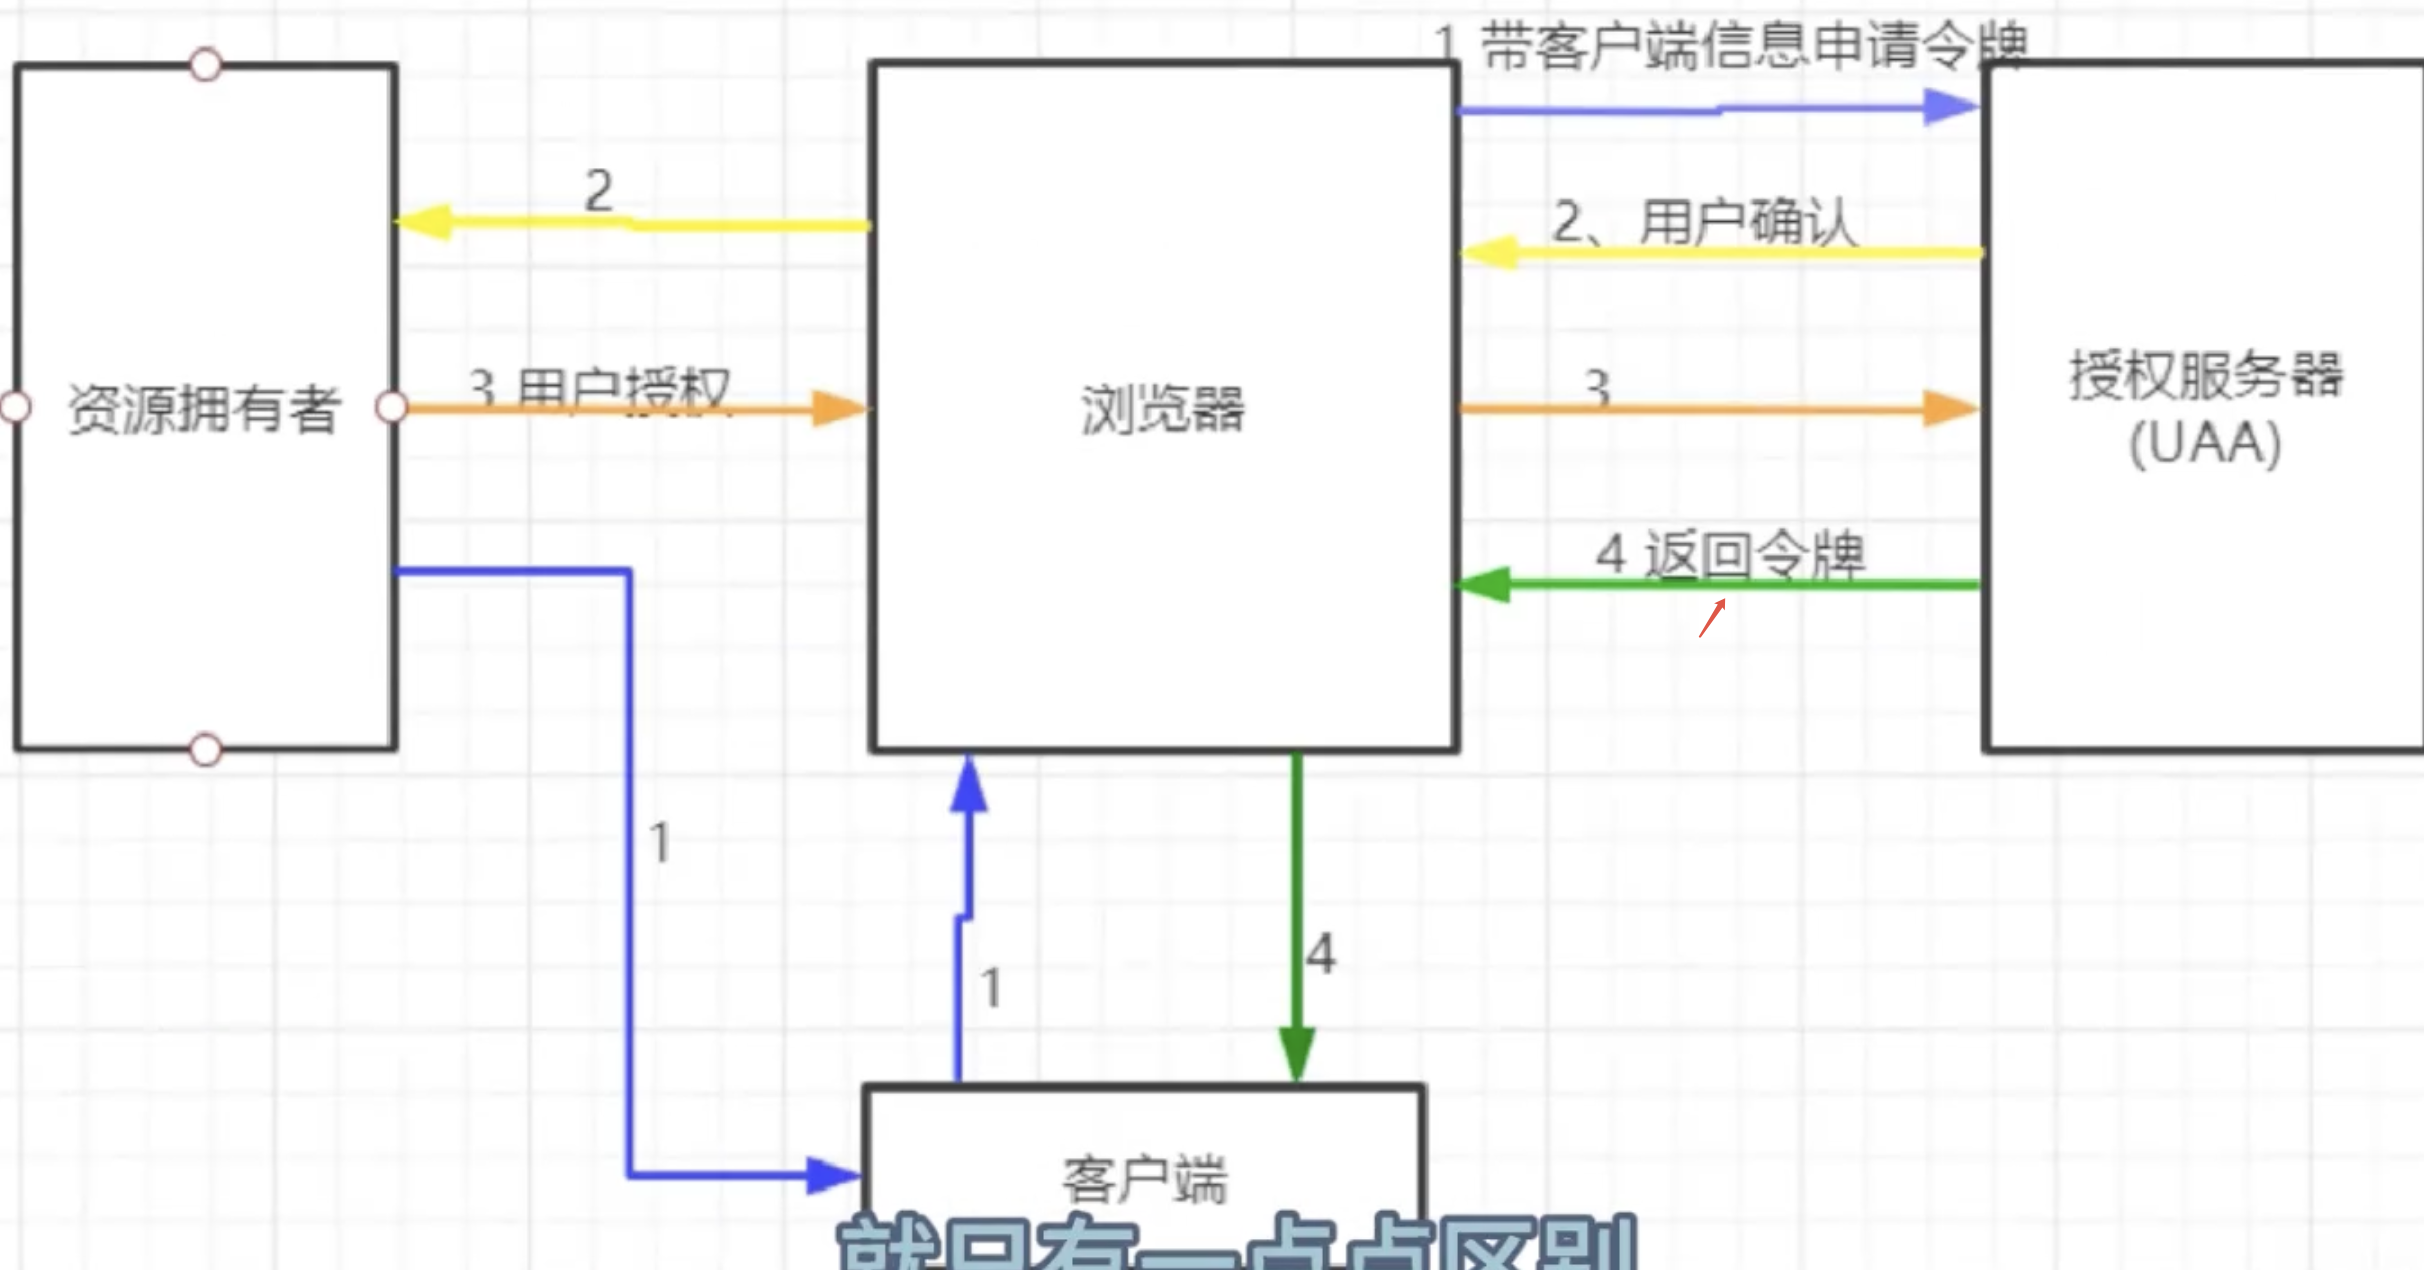 1 带客户端信息申请令牌
2
2、用户确认
3 用户授权
3
资源拥有者
浏览器
授权服务器
(UAA)
4 返回令牌
1
1
4
客户端
就只有一点点区别